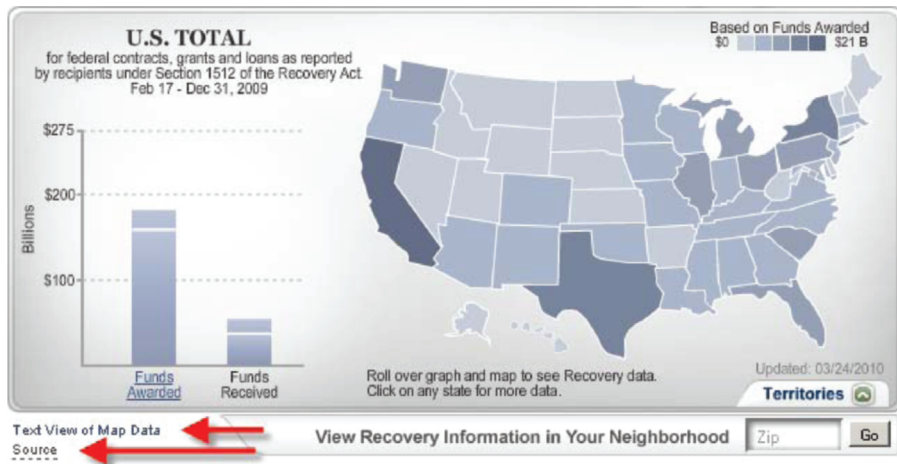 U.S. TOTAL
for federal contracts, grants and loans as reported
by recipients under Section 1512 of the Recovery Act.
Feb 17 - Dec 31, 2009
Based on Funds Awarded
$0 $21 B
$275
$200
$100
Billions
Funds
Awarded
Funds
Received
Roll over graph and map to see Recovery data.
Click on any state for more data.
Updated: 03/24/2010
Territories
Text View of Map Data
Source
View Recovery Information in Your Neighborhood
Zip
Go